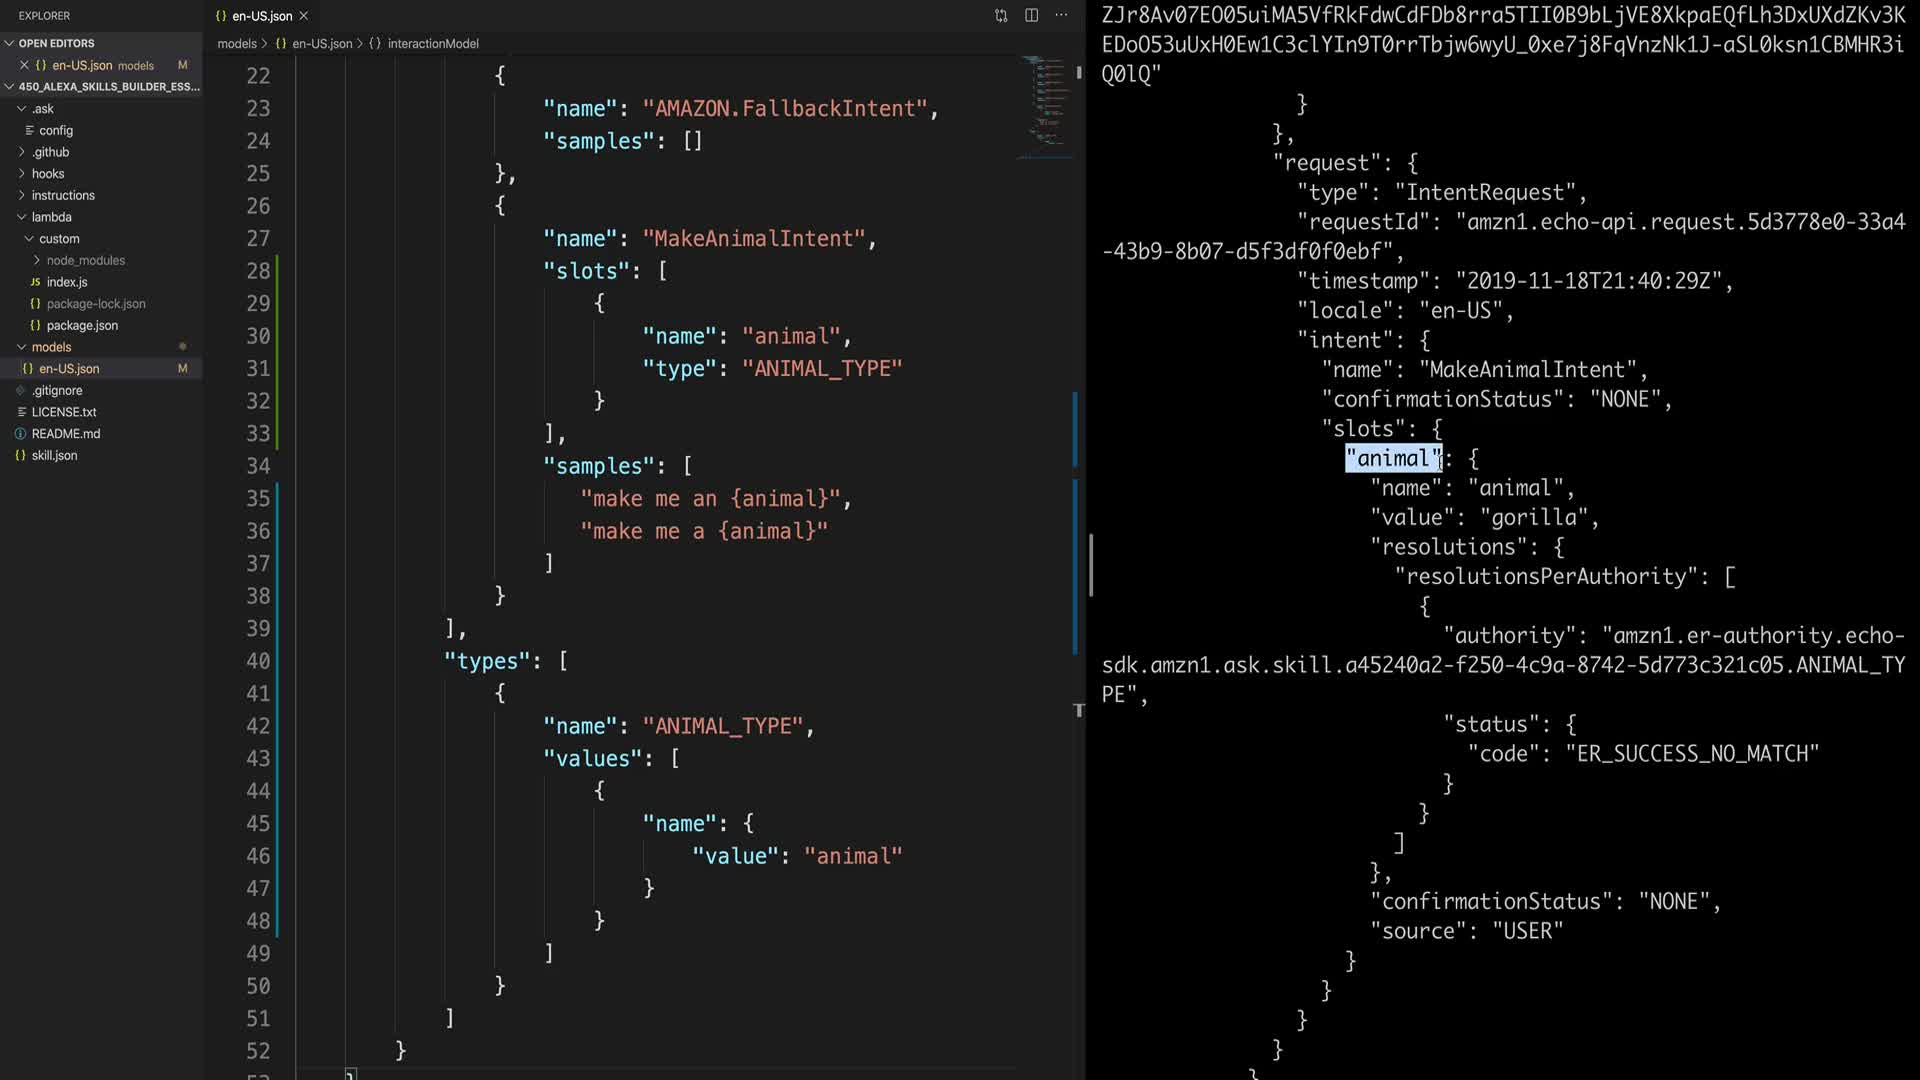 EXPLORER
OPEN EDITORS
en-US.json models M
450_ALEXA_SKILLS_BUILDER_ESS...
.ask
config
.github
hooks
instructions
lambda
custom
node_modules
JS index.js
package-lock.json
package.json
models
en-US.json M
.gitignore
LICENSE.txt
README.md
skill.json
{} en-US.json
models > {} en-US.json > {} interactionModel
22 {
23 "name": "AMAZON.FallbackIntent",
24 "samples": []
25 },
26 {
27 "name": "MakeAnimalIntent",
28 "slots": [
29 {
30 "name": "animal",
31 "type": "ANIMAL_TYPE"
32 }
33 ],
34 "samples": [
35 "make me an {animal}",
36 "make me a {animal}"
37 ]
38 }
39 ],
40 "types": [
41 {
42 "name": "ANIMAL_TYPE",
43 "values": [
44 {
45 "name": {
46 "value": "animal"
47 }
48 }
49 ]
50 }
51 ]
52 }
53 }
ZJr8Av07EO05uiMA5VfRkFdwCdFDb8rra5TII0B9bLjVE8XkpaEQfLh3DxUXdZKv3K
EDoO53uUxH0Ew1C3clYIn9T0rrTbjw6wyU_0xe7j8FqVnzNk1J-aSL0ksn1CBMHR3i
Q0lQ"
}
},
"request": {
"type": "IntentRequest",
"requestId": "amzn1.echo-api.request.5d3778e0-33a4
-43b9-8b07-d5f3df0f0ebf",
"timestamp": "2019-11-18T21:40:29Z",
"locale": "en-US",
"intent": {
"name": "MakeAnimalIntent",
"confirmationStatus": "NONE",
"slots": {
"animal": {
"name": "animal",
"value": "gorilla",
"resolutions": {
"resolutionsPerAuthority": [
{
"authority": "amzn1.er-authority.echo-
sdk.amzn1.ask.skill.a45240a2-f250-4c9a-8742-5d773c321c05.ANIMAL_TY
PE",
"status": {
"code": "ER_SUCCESS_NO_MATCH"
}
}
]
},
"confirmationStatus": "NONE",
"source": "USER"
}
}
}
}
}